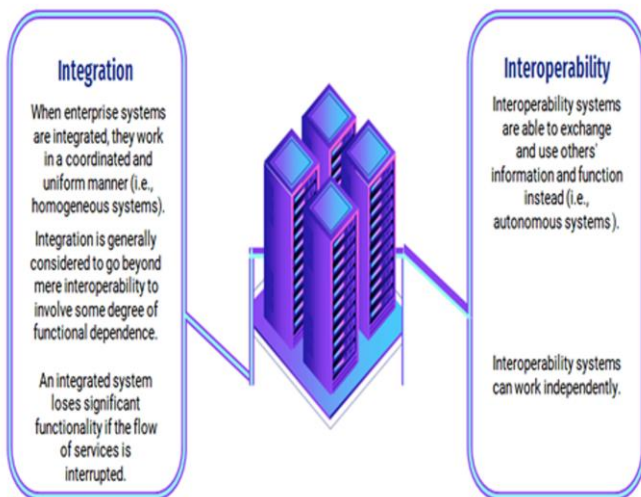 Integration
When enterprise systems
are integrated, they work
in a coordinated and
uniform manner (i.e.,
homogeneous systems).
Integration is generally
considered to go beyond
mere interoperability to
involve some degree of
functional dependence.
An integrated system
loses significant
functionality if the flow
of services is
interrupted.
Interoperability
Interoperability systems
are able to exchange
and use others'
information and function
instead (i.e.,
autonomous systems).
Interoperability systems
can work independently.